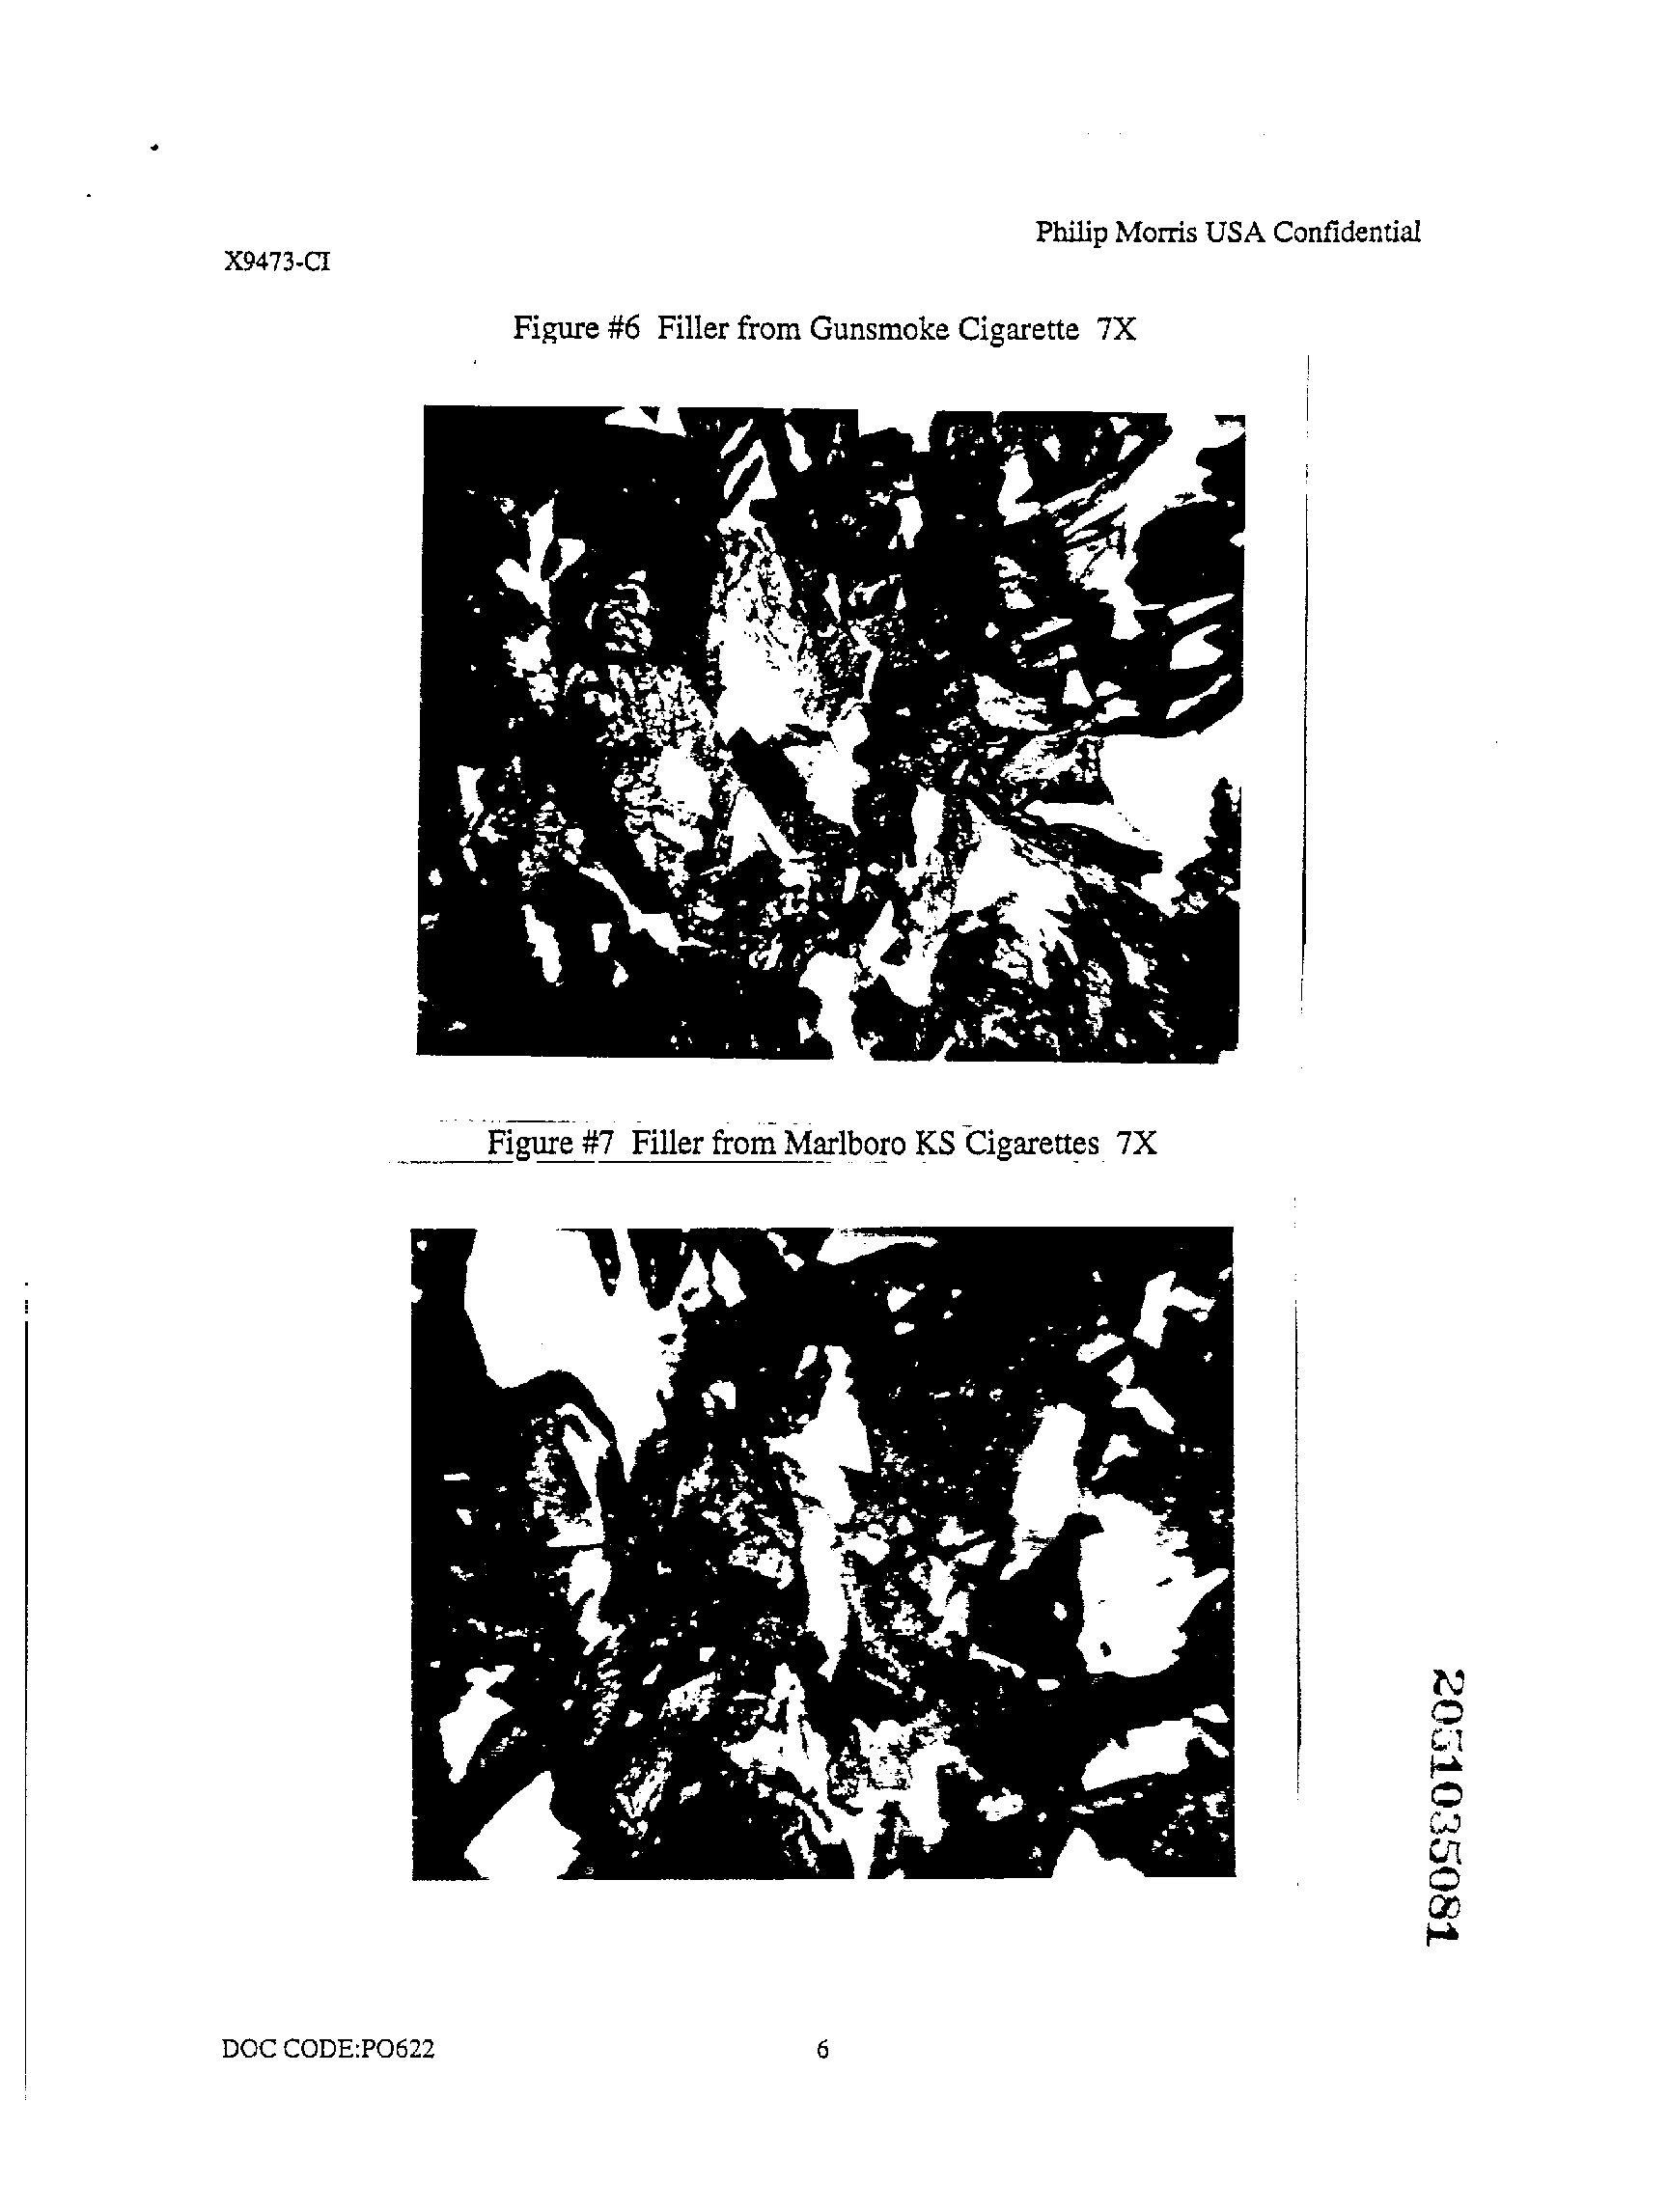 Philip Morris USA Confidential
X9473-CI
Figure #6 Filler from Gunsmoke Cigarette 7X
Figure #7 Filler from Marlboro KS Cigarettes 7X
2051035081
DOC CODE:PO622
6